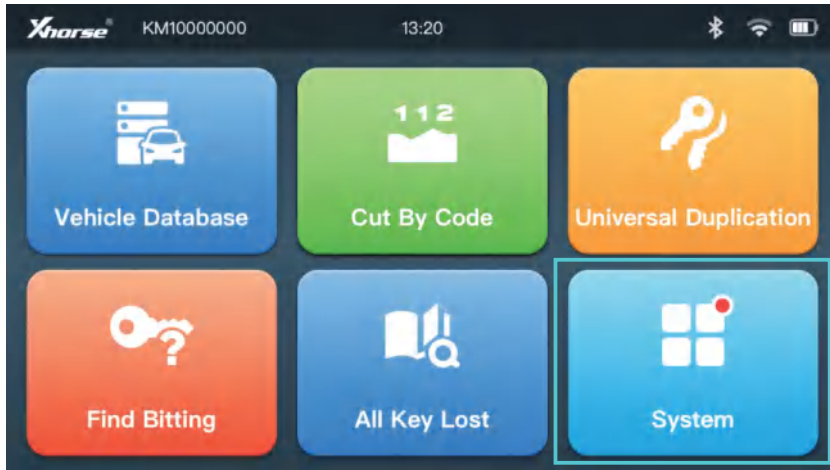 Xhorse® KM10000000 13:20
112
Vehicle Database Cut By Code Universal Duplication
?
Find Bitting All Key Lost System